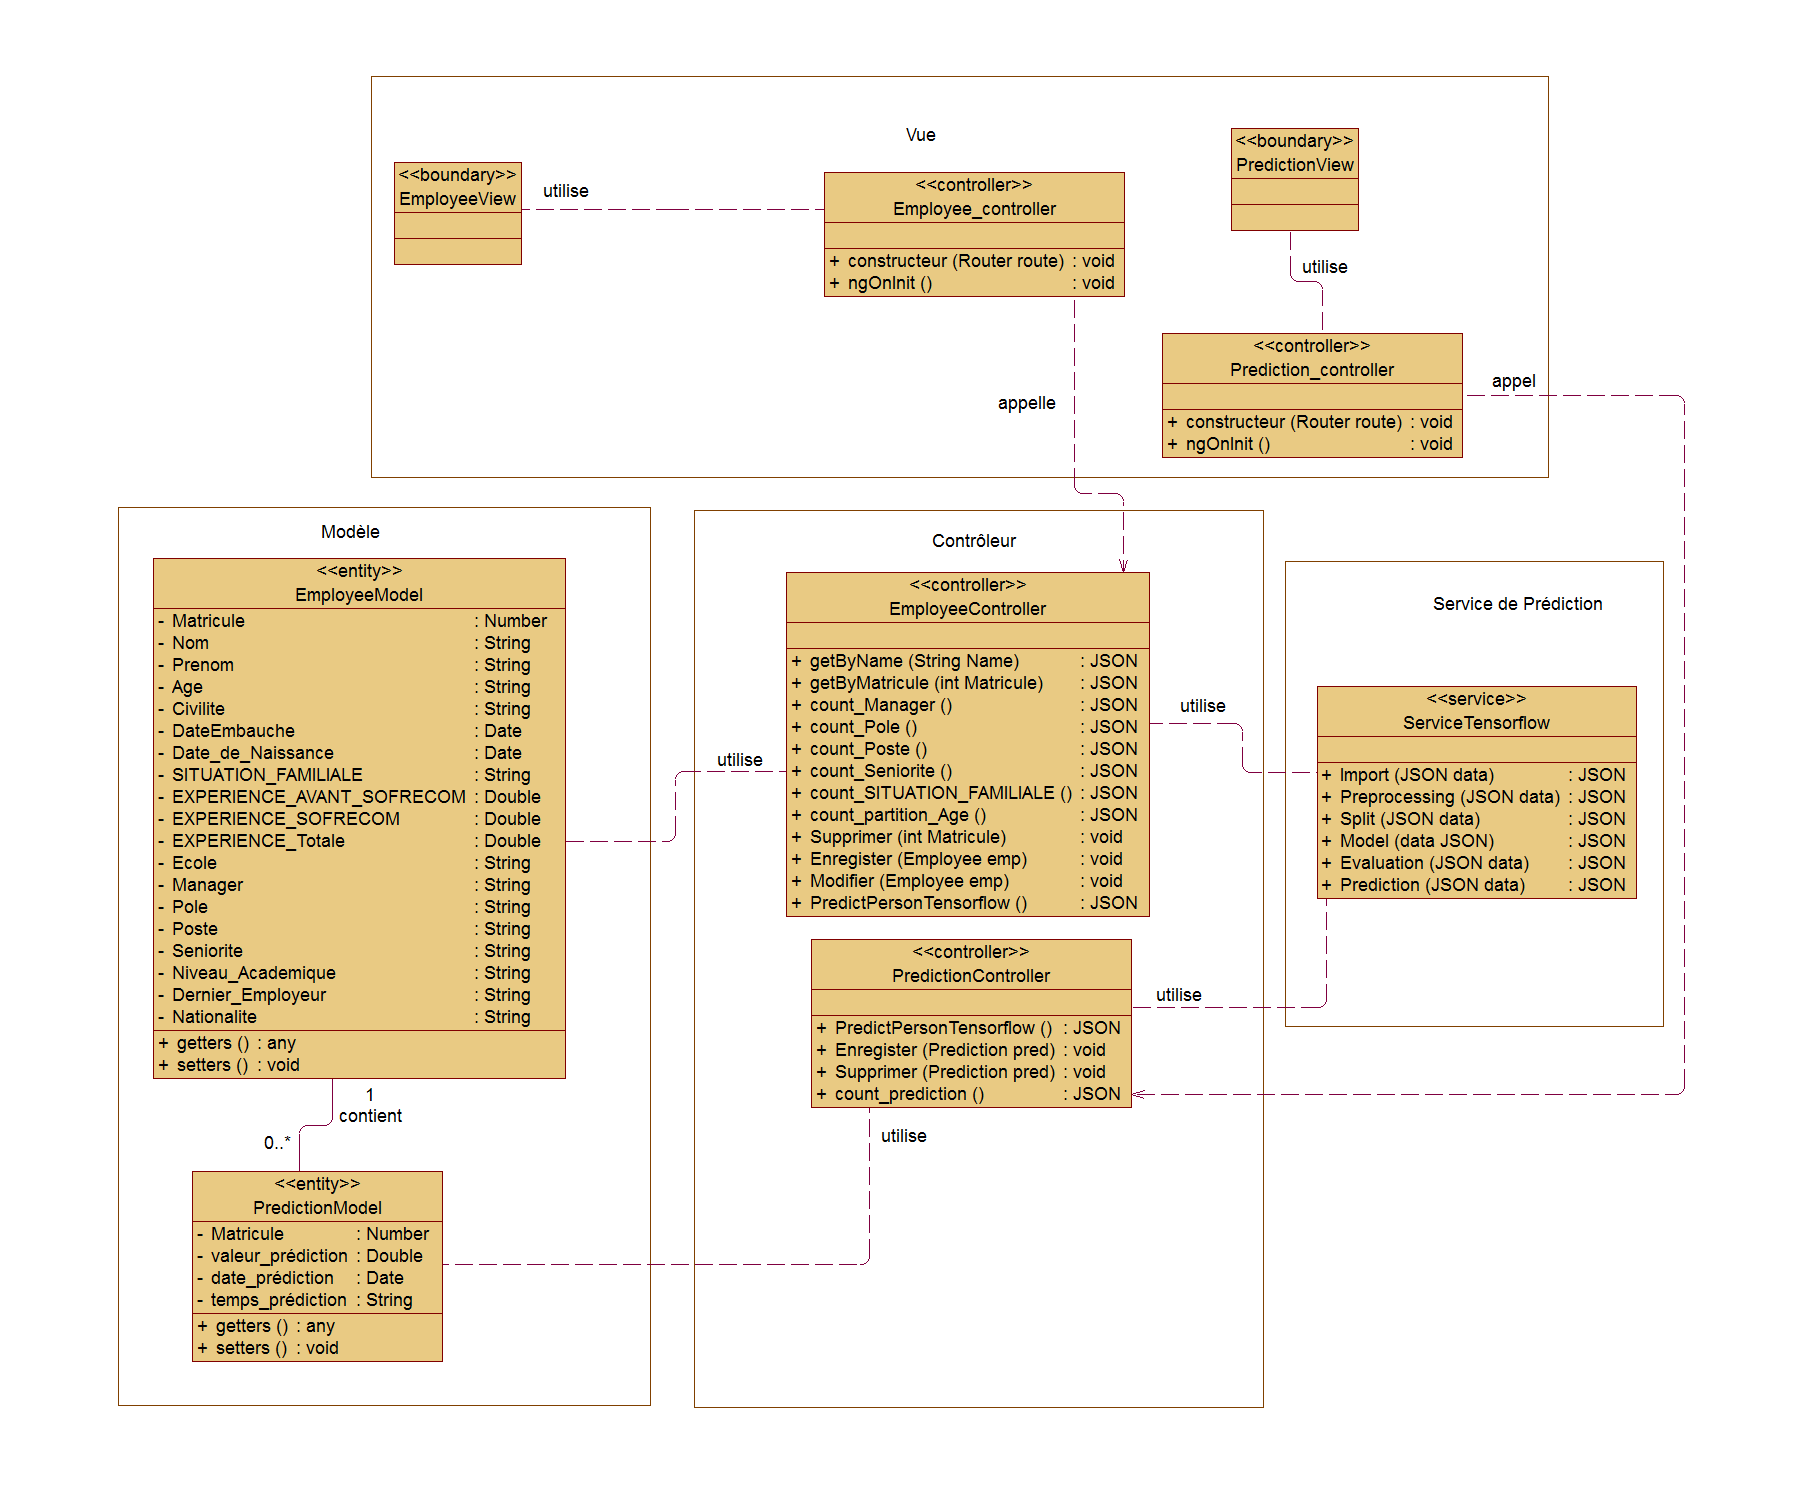 Vue
<<boundary>>
EmployeeView
utilise
<<controller>>
Employee_controller
+ constructeur (Router route) : void
+ ngOnInit () : void
<<boundary>>
PredictionView
utilise
<<controller>>
Prediction_controller
+ constructeur (Router route) : void
+ ngOnInit () : void
appel
appelle
Modèle
<<entity>>
EmployeeModel
- Matricule : Number
- Nom : String
- Prenom : String
- Age : String
- Civilite : String
- DateEmbauche : Date
- Date_de_Naissance : Date
- SITUATION_FAMILIALE : String
- EXPERIENCE_AVANT_SOFRECOM : Double
- EXPERIENCE_SOFRECOM : Double
- EXPERIENCE_Totale : Double
- Ecole : String
- Manager : String
- Pole : String
- Poste : String
- Seniorite : String
- Niveau_Academique : String
- Dernier_Employeur : String
- Nationalite : String
+ getters () : any
+ setters () : void
1
contient
0..*
<<entity>>
PredictionModel
- Matricule : Number
- valeur_prédiction : Double
- date_prédiction : Date
- temps_prédiction : String
+ getters () : any
+ setters () : void
utilise
Contrôleur
<<controller>>
EmployeeController
+ getByName (String Name) : JSON
+ getByMatricule (int Matricule) : JSON
+ count_Manager () : JSON
+ count_Pole () : JSON
+ count_Poste () : JSON
+ count_Seniorite () : JSON
+ count_SITUATION_FAMILIALE () : JSON
+ count_partition_Age () : JSON
+ Supprimer (int Matricule) : void
+ Enregister (Employee emp) : void
+ Modifier (Employee emp) : void
+ PredictPersonTensorflow () : JSON
<<controller>>
PredictionController
+ PredictPersonTensorflow () : JSON
+ Enregister (Prediction pred) : void
+ Supprimer (Prediction pred) : void
+ count_prediction () : JSON
utilise
utilise
utilise
Service de Prédiction
<<service>>
ServiceTensorflow
+ Import (JSON data) : JSON
+ Preprocessing (JSON data) : JSON
+ Split (JSON data) : JSON
+ Model (data JSON) : JSON
+ Evaluation (JSON data) : JSON
+ Prediction (JSON data) : JSON